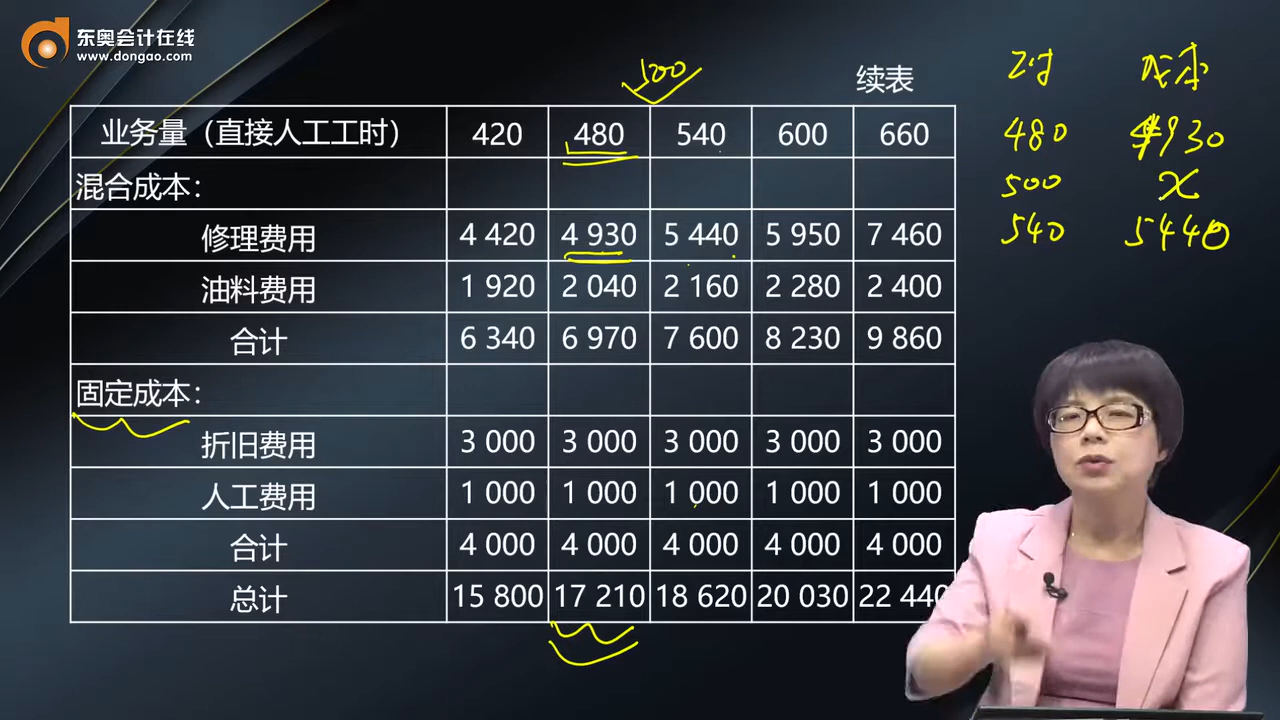 东奥会计在线
www.dongao.com
500
续表
业务量（直接人工工时） 420 480 540 600 660
混合成本：
修理费用 4 420 4 930 5 440 5 950 7 460
油料费用 1 920 2 040 2 160 2 280 2 400
合计 6 340 6 970 7 600 8 230 9 860
固定成本：
折旧费用 3 000 3 000 3 000 3 000 3 000
人工费用 1 000 1 000 1 000 1 000 1 000
合计 4 000 4 000 4 000 4 000 4 000
总计 15 800 17 210 18 620 20 030 22 440
工时 成本
480 4930
500 x
540 5440